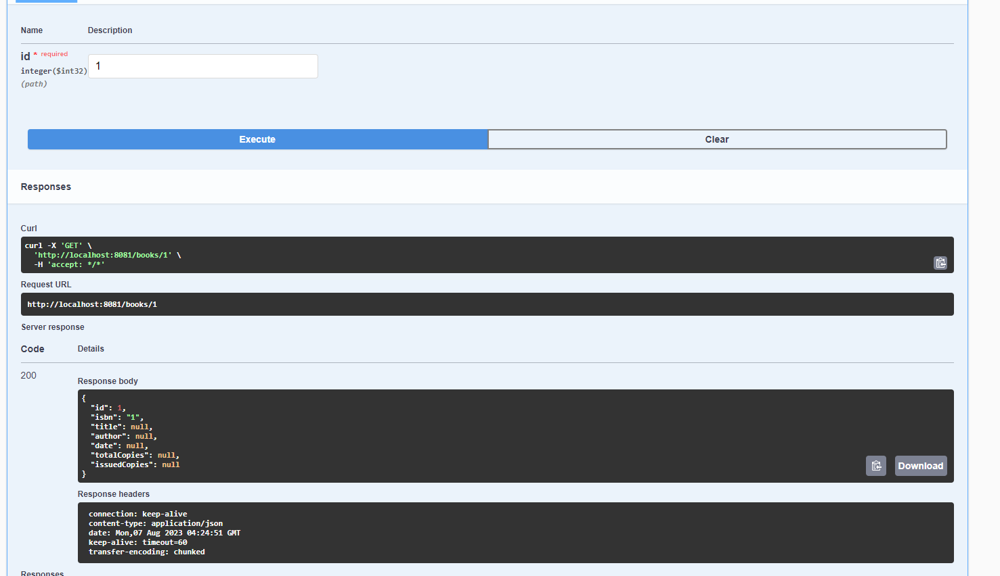 Name Description
id * required
integer($int32)
1
(path)
Execute Clear
Responses
Curl
curl -X 'GET' \
'http://localhost:8081/books/1' \
-H 'accept: */*'
Request URL
http://localhost:8081/books/1
Server response
Code Details
200
Response body
{
"id": 1,
"isbn": "1",
"title": null,
"author": null,
"date": null,
"totalCopies": null,
"issuedCopies": null
}
Download
Response headers
connection: keep-alive
content-type: application/json
date: Mon,07 Aug 2023 04:24:51 GMT
keep-alive: timeout=60
transfer-encoding: chunked
Responses